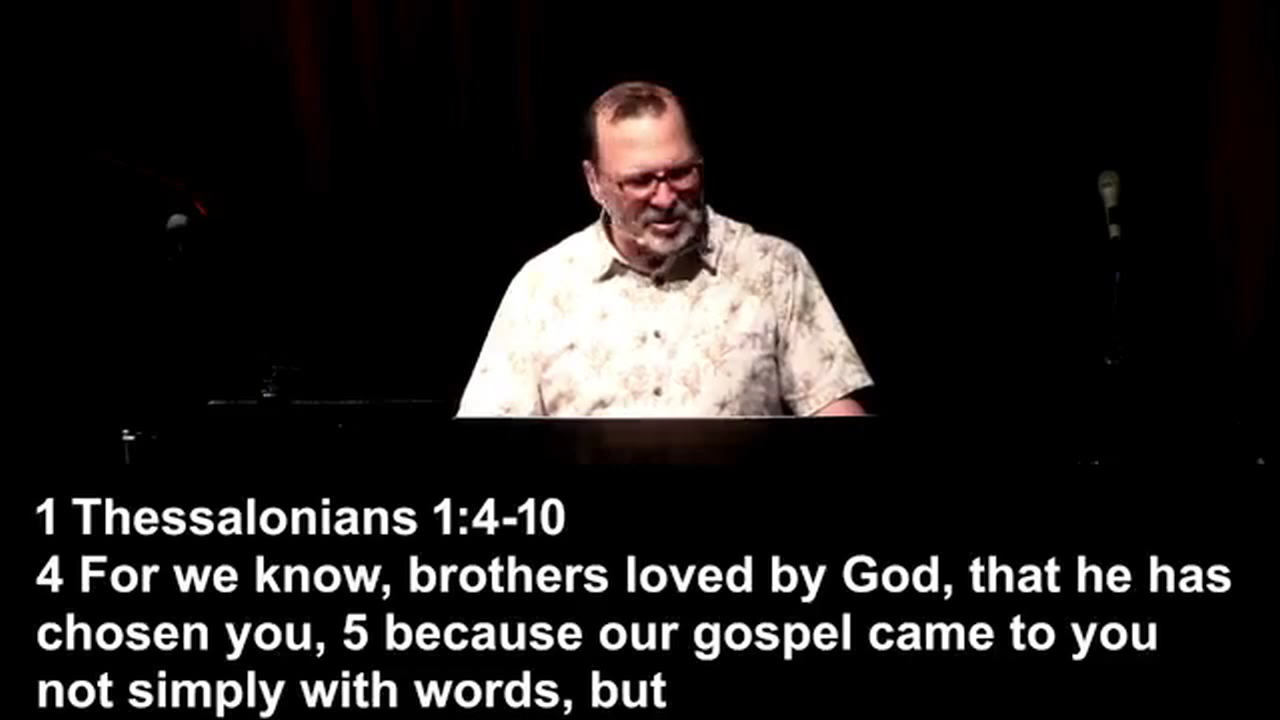 1 Thessalonians 1:4-10
4 For we know, brothers loved by God, that he has
chosen you, 5 because our gospel came to you
not simply with words, but